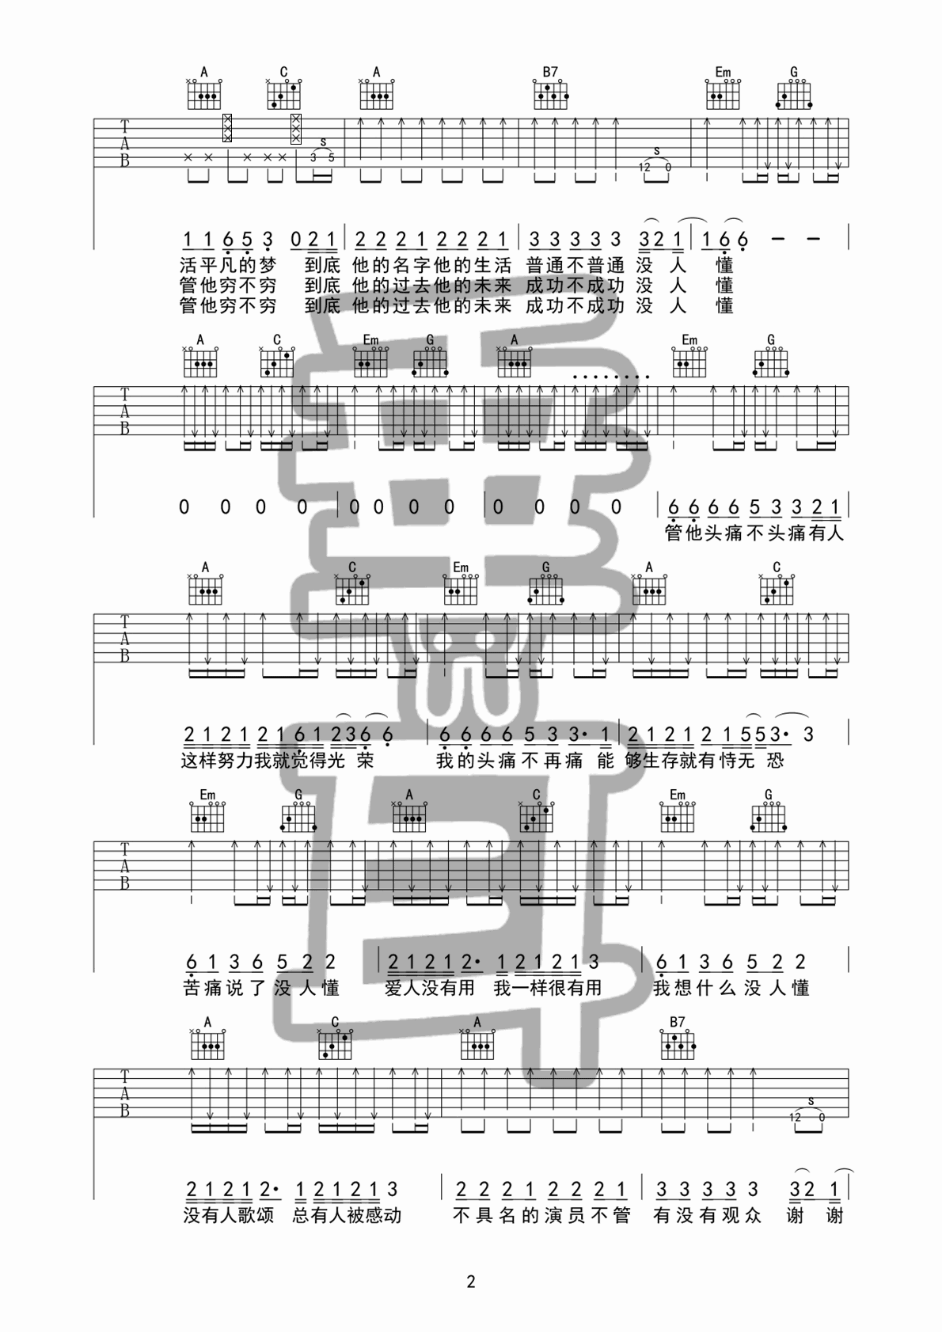 A C A B7 Em G
T
A
B
s
3 5
s
12 0
1 1 6 5 3 0 2 1 2 2 2 1 2 2 2 1 3 3 3 3 3 3 2 1 1 6 6 - -
活平凡的梦 到底 他的名字他的生活 普通不普通 没 人 懂
管他穷不穷 到底 他的过去他的未来 成功不成功 没 人 懂
管他穷不穷 到底 他的过去他的未来 成功不成功 没 人 懂
A C Em G A Em G
T
A
B
0 0 0 0 0 0 0 0 0 0 0 0 6 6 6 6 5 3 3 2 1
管他头痛不头痛有人
A C Em G A C
T
A
B
2 1 2 1 2 1 6 1 2 3 6 6 6 6 6 6 5 3 3· 1 2 1 2 1 2 1 5 5 3· 3
这样努力我就觉得光 荣 我的头痛不再痛 能 够生存就有恃无 恐
Em G A C Em G
T
A
B
6 1 3 6 5 2 2 2 1 2 1 2· 1 2 1 2 1 3 6 1 3 6 5 2 2
苦痛说了没人懂 爱人没有用 我一样很有用 我想什么没人懂
A C A B7
T
A
B
s
12 0
2 1 2 1 2· 1 2 1 2 1 3 2 2 2 1 2 2 2 1 3 3 3 3 3 3 2 1
没有人歌颂 总有人被感动 不具名的演员不管 有没有观众 谢 谢
2